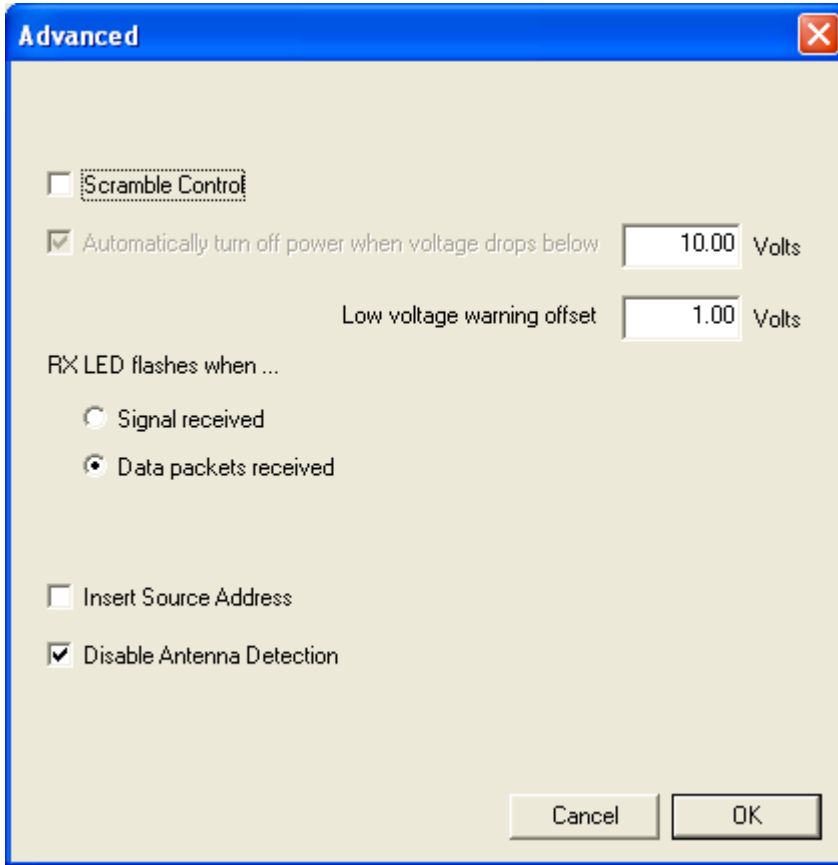 Advanced
Scramble Control
Automatically turn off power when voltage drops below 10.00 Volts
Low voltage warning offset 1.00 Volts
RX LED flashes when ...
Signal received
Data packets received
Insert Source Address
Disable Antenna Detection
Cancel OK